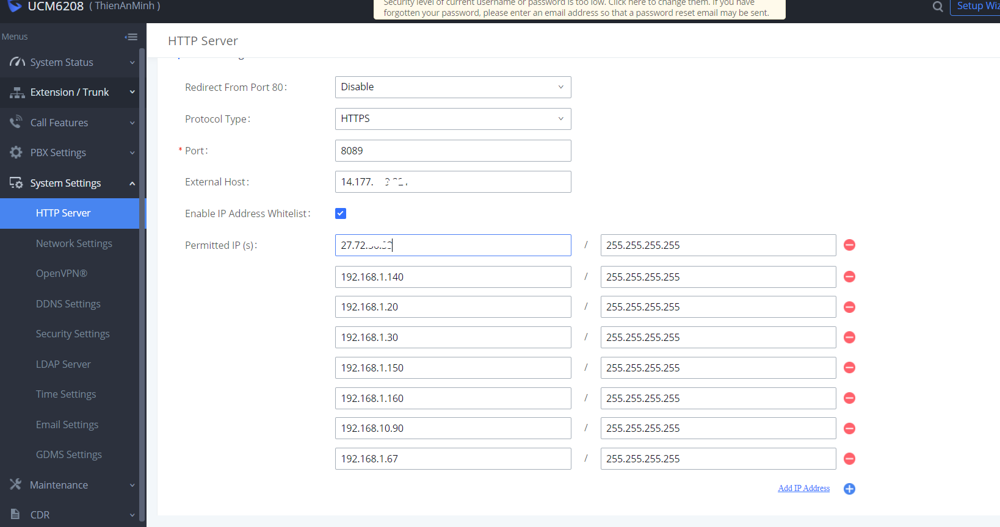 UCM6208 ( ThienAnMinh )
Security level of current username or password is too low. Click here to change them. If you have
forgotten your password, please enter an email address so that a password reset email may be sent.
Setup Wiz
Menus
System Status
Extension / Trunk
Call Features
PBX Settings
System Settings
HTTP Server
Network Settings
OpenVPN®
DDNS Settings
Security Settings
LDAP Server
Time Settings
Email Settings
GDMS Settings
Maintenance
CDR
HTTP Server
Redirect From Port 80: Disable
Protocol Type: HTTPS
* Port: 8089
External Host: 14.177.
Enable IP Address Whitelist:
Permitted IP (s): 27.72. / 255.255.255.255
192.168.1.140 / 255.255.255.255
192.168.1.20 / 255.255.255.255
192.168.1.30 / 255.255.255.255
192.168.1.150 / 255.255.255.255
192.168.1.160 / 255.255.255.255
192.168.10.90 / 255.255.255.255
192.168.1.67 / 255.255.255.255
Add IP Address